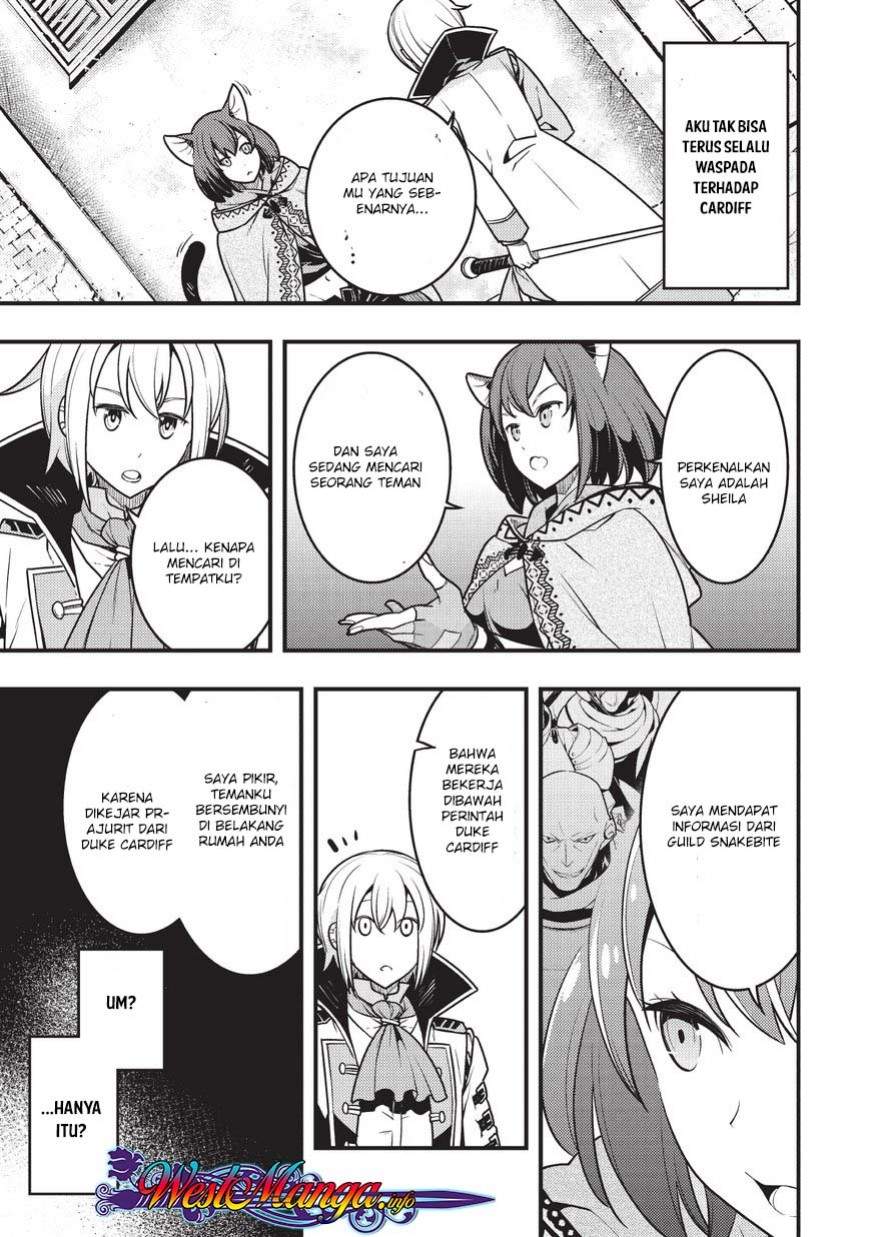 AKU TAK BISA
TERUS SELALU
WASPADA
TERHADAP
CARDIFF
APA TUJUAN
MU YANG SEB-
ENARNYA...
PERKENALKAN
SAYA ADALAH
SHEILA
DAN SAYA
SEDANG MENCARI
SEORANG TEMAN
LALU... KENAPA
MENCARI DI
TEMPATKU?
SAYA MENDAPAT
INFORMASI DARI
GUILD SNAKEBITE
BAHWA
MEREKA
BEKERJA
DIBAWAH
PERINTAH
DUKE
CARDIFF
SAYA PIKIR,
TEMANKU
BERSEMBUNYI
DI BELAKANG
RUMAH ANDA
KARENA
DIKEJAR PR-
AJURIT DARI
DUKE CARDIFF
UM?
...HANYA
ITU?
WestManga.info